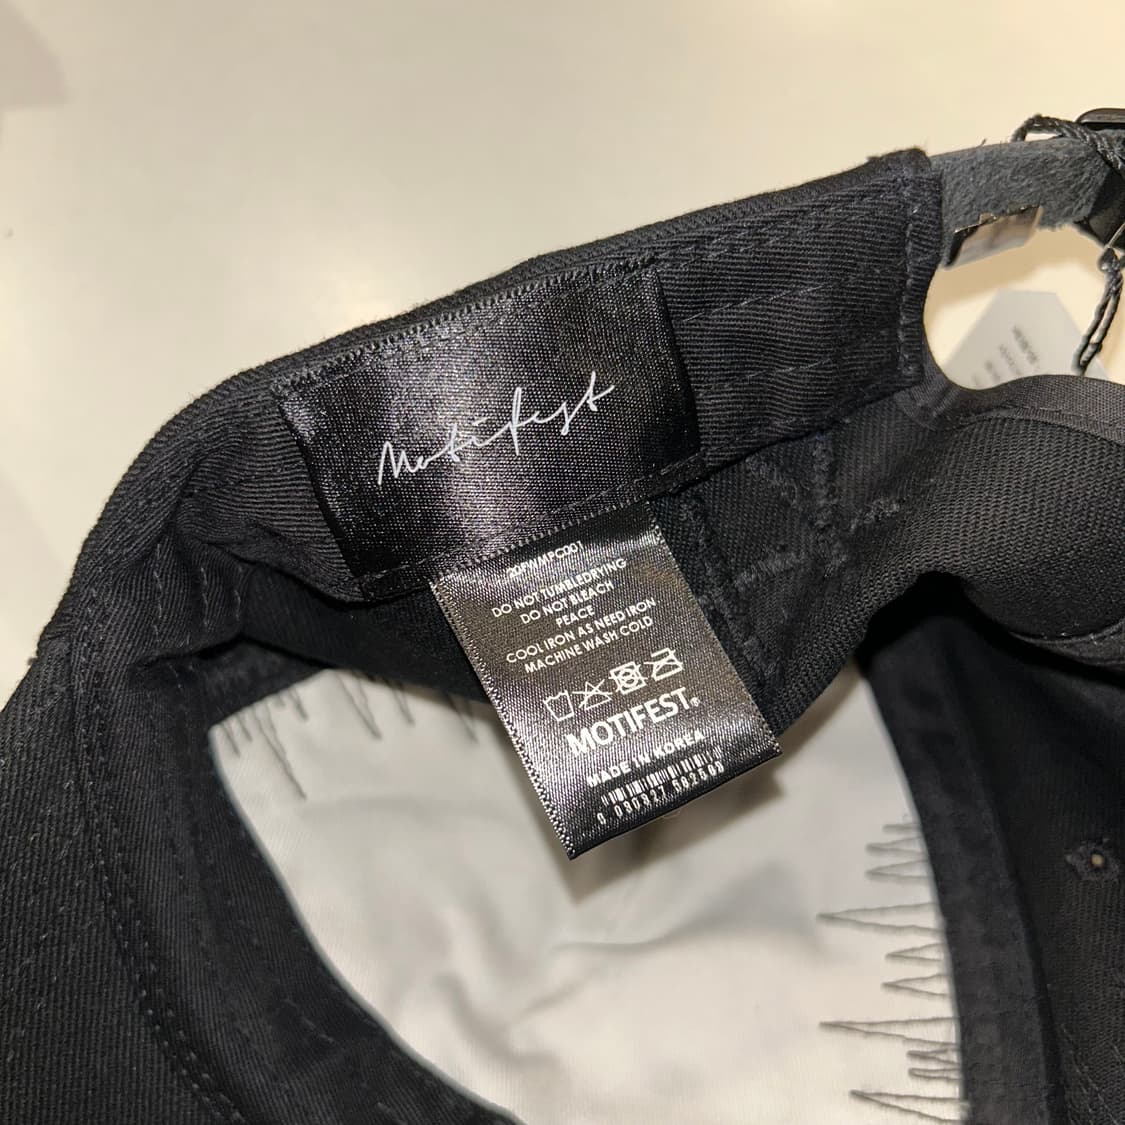 Motifest
DO NOT TUMBLEDRYING
DO NOT BLEACH
PEACE
COOL IRON AS NEED IRON
MACHINE WASH COLD
MOTIFEST®
MADE IN KOREA